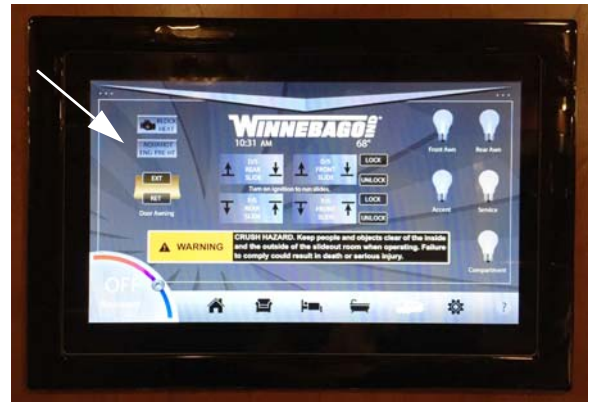 BLOCK
HEAT
AQUAHOT
ENG PRE HT
EXT
RET
Door Awning
WINNEBAGO IND
10:31 AM
68°
D/S
REAR
SLIDE
D/S
FRONT
SLIDE
LOCK
UNLOCK
Turn on ignition to run slides.
REAR
SLIDE
FRONT
SLIDE
LOCK
UNLOCK
Front Awn
Rear Awn
Accent
Service
Compartment
WARNING
CRUSH HAZARD. Keep people and objects clear of the inside
and the outside of the slideout room when operating. Failure
to comply could result in death or serious injury.
OFF
?